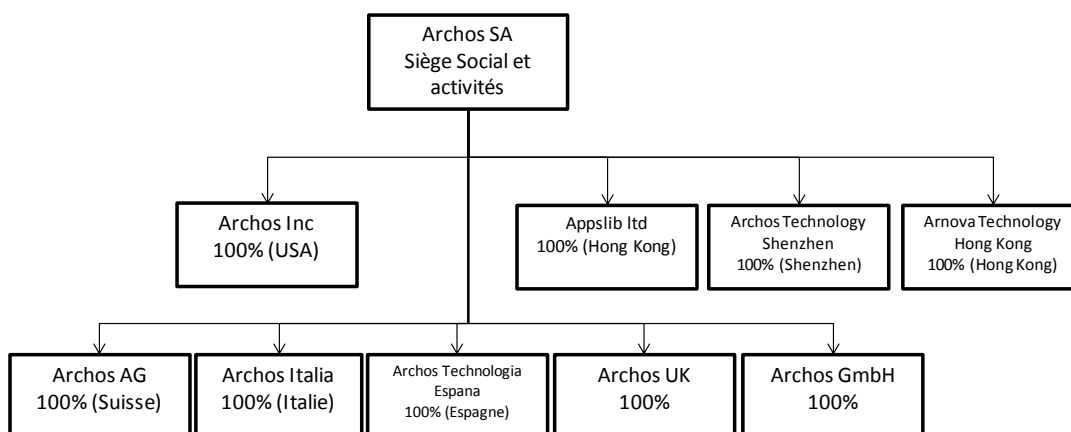 Archos SA
Siège Social et
activités
Archos Inc
100% (USA)
Appslib ltd
100% (Hong Kong)
Archos Technology
Shenzhen
100% (Shenzhen)
Arnova Technology
Hong Kong
100% (Hong Kong)
Archos AG
100% (Suisse)
Archos Italia
100% (Italie)
Archos Technologia
Espana
100% (Espagne)
Archos UK
100%
Archos GmbH
100%